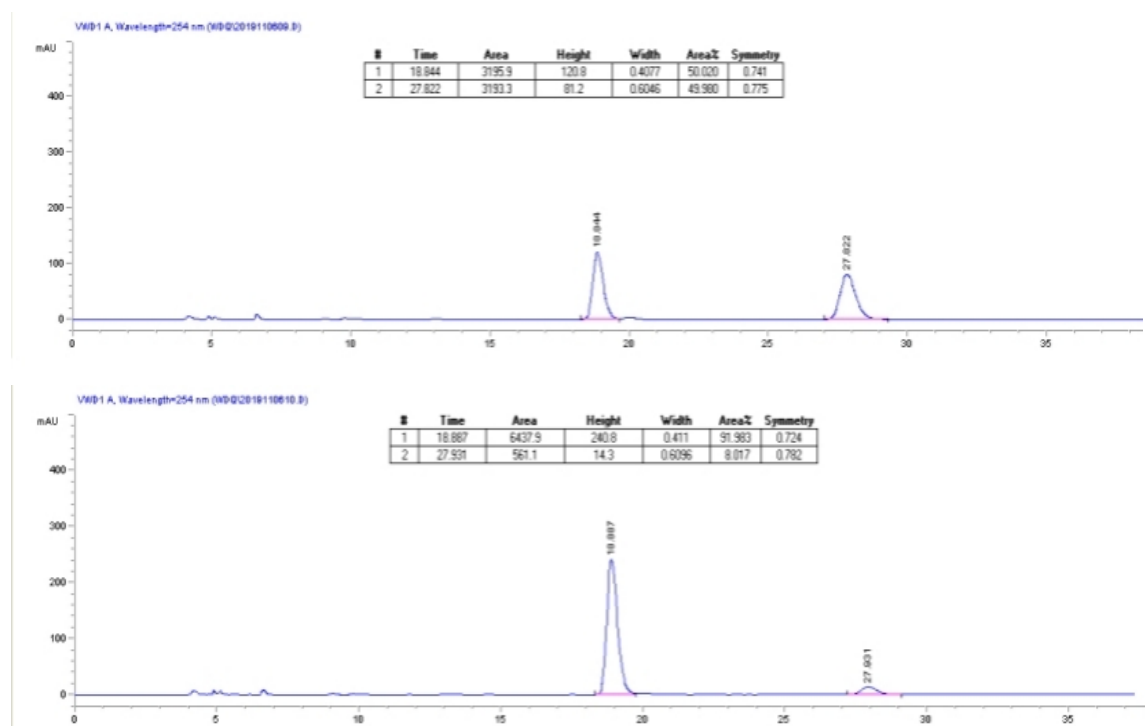 VWD1 A, Wavelength=254 nm (WDQ\2019110609.D)
mAU
# Time Area Height Width Area% Symmetry
1 18.844 3195.9 120.8 0.4077 50.020 0.741
2 27.822 3193.3 81.2 0.6046 49.980 0.775
400
300
200
100
0
18.844
27.822
0 5 10 15 20 25 30 35
VWD1 A, Wavelength=254 nm (WDQ\2019110610.D)
mAU
# Time Area Height Width Area% Symmetry
1 18.887 6437.9 240.8 0.411 91.983 0.724
2 27.931 561.1 14.3 0.6096 8.017 0.782
400
300
200
100
0
18.887
27.931
0 5 10 15 20 25 30 35